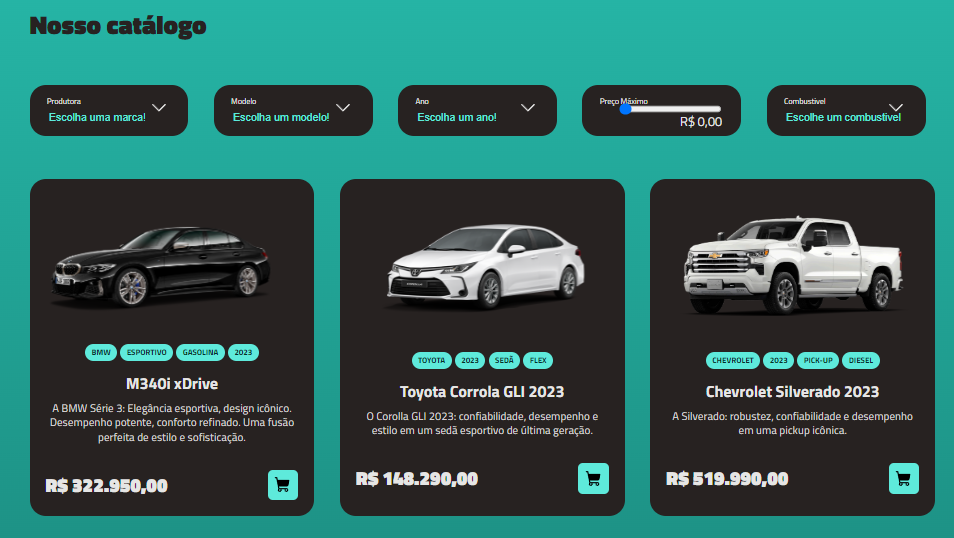 Nosso catálogo
Produtora
Escolha uma marca!
Modelo
Escolha um modelo!
Ano
Escolha um ano!
Preço Máximo
R$ 0,00
Combustivel
Escolhe um combustivel
BMW ESPORTIVO GASOLINA 2023
M340i xDrive
A BMW Série 3: Elegância esportiva, design icônico.
Desempenho potente, conforto refinado. Uma fusão
perfeita de estilo e sofisticação.
R$ 322.950,00
TOYOTA 2023 SEDÃ FLEX
Toyota Corrola GLI 2023
O Corolla GLI 2023: confiabilidade, desempenho e
estilo em um sedã esportivo de última geração.
R$ 148.290,00
CHEVROLET 2023 PICK-UP DIESEL
Chevrolet Silverado 2023
A Silverado: robustez, confiabilidade e desempenho
em uma pickup icônica.
R$ 519.990,00